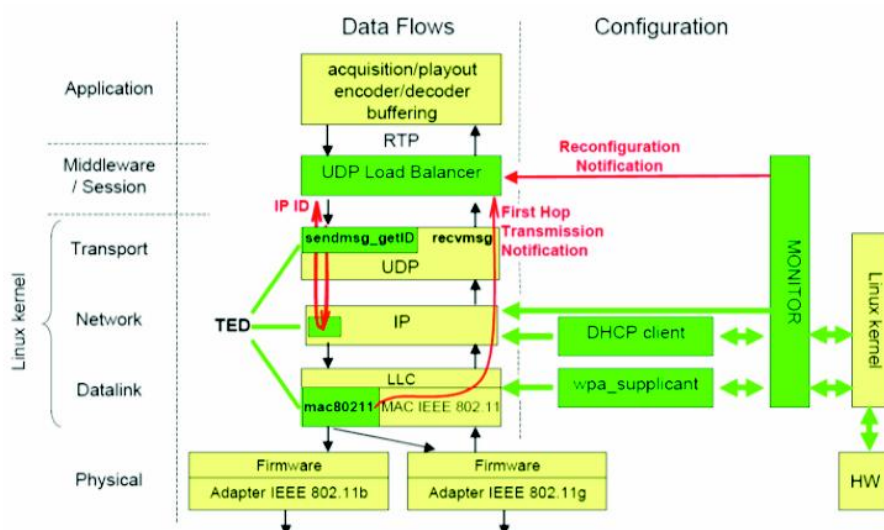 Data Flows
Configuration
Application
acquisition/playout
encoder/decoder
buffering
RTP
Middleware
/ Session
UDP Load Balancer
Reconfiguration
Notification
IP ID
First Hop
Transmission
Notification
Linux kernel
Transport
sendmsg_getID
recvmsg
UDP
MONITOR
Linux kernel
Network
TED
IP
DHCP client
Datalink
LLC
mac80211
MAC IEEE 802.11
wpa_supplicant
Physical
Firmware
Adapter IEEE 802.11b
Firmware
Adapter IEEE 802.11g
HW